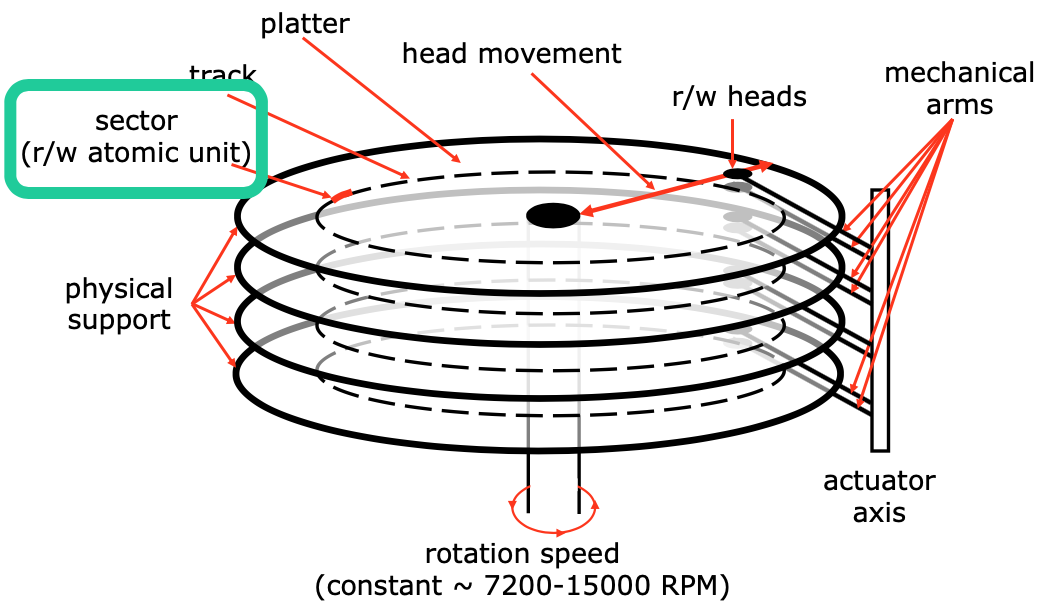 platter
head movement
track
r/w heads
mechanical
arms
sector
(r/w atomic unit)
physical
support
actuator
axis
rotation speed
(constant ~ 7200-15000 RPM)